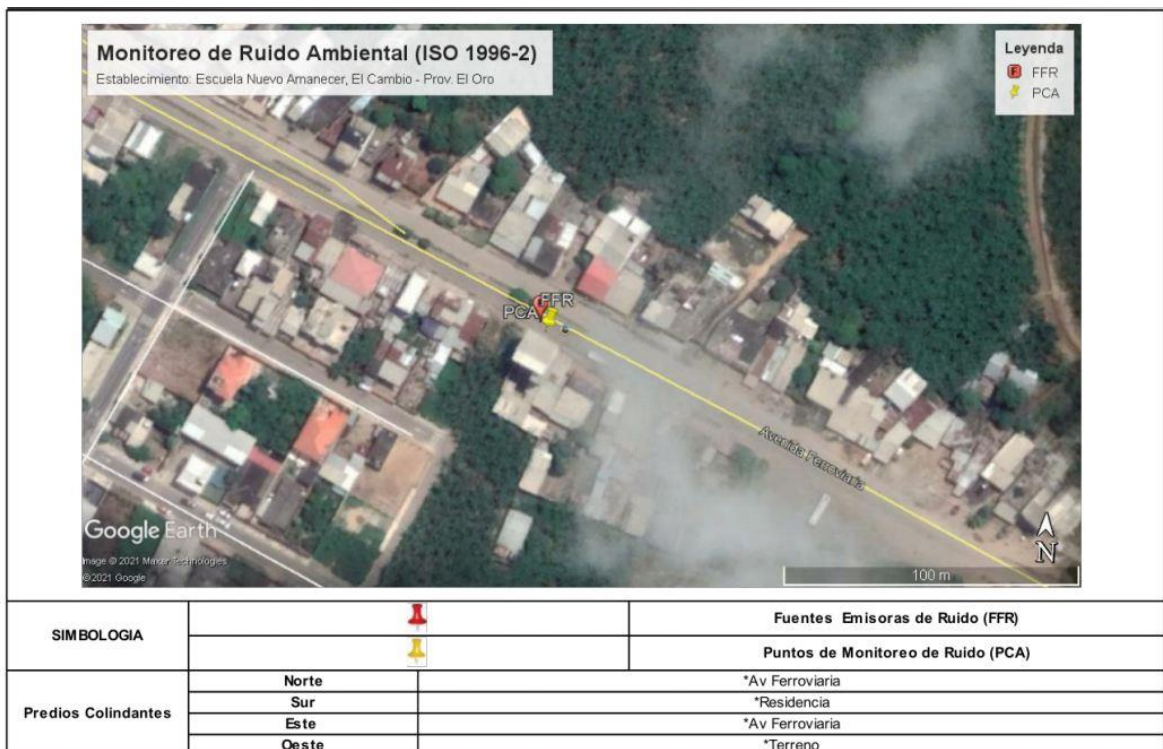 Monitoreo de Ruido Ambiental (ISO 1996-2)
Establecimiento: Escuela Nuevo Amanecer, El Cambio - Prov. El Oro
Leyenda
F FFR
PCA
FFR
PCA
Avenida Ferroviaria
Google Earth
Image © 2021 Maxar Technologies
©2021 Google
N
100 m
SIMBOLOGIA
Fuentes Emisoras de Ruido (FFR)
Puntos de Monitoreo de Ruido (PCA)
Predios Colindantes
Norte *Av Ferroviaria
Sur *Residencia
Este *Av Ferroviaria
Oeste *Terreno